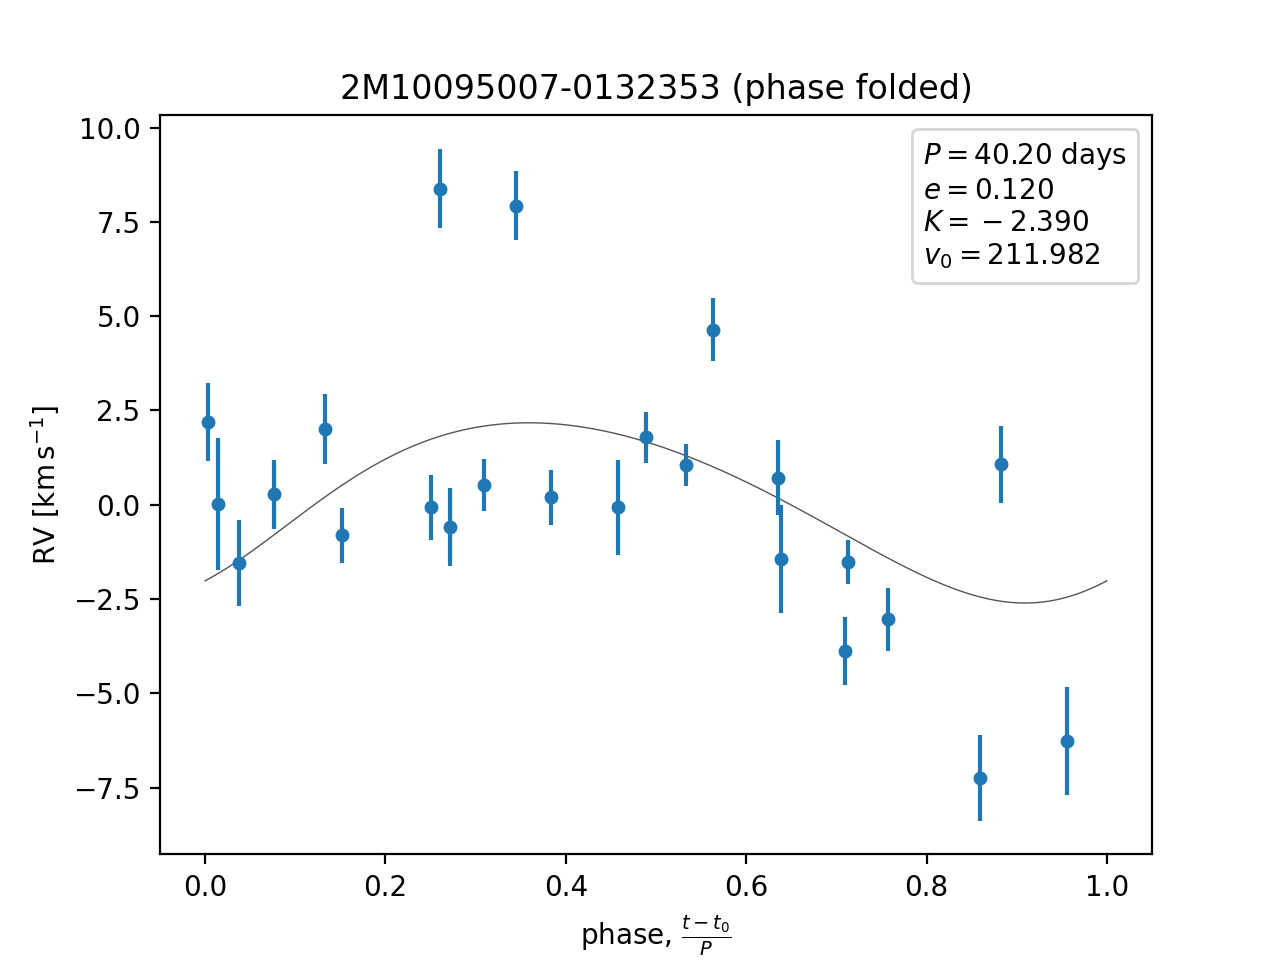 2M10095007-0132353 (phase folded)
P = 40.20 days
e = 0.120
K = −2.390
v₀ = 211.982
10.0
7.5
5.0
2.5
0.0
−2.5
−5.0
−7.5
RV [km s⁻¹]
0.0 0.2 0.4 0.6 0.8 1.0
phase, (t − t₀)/P